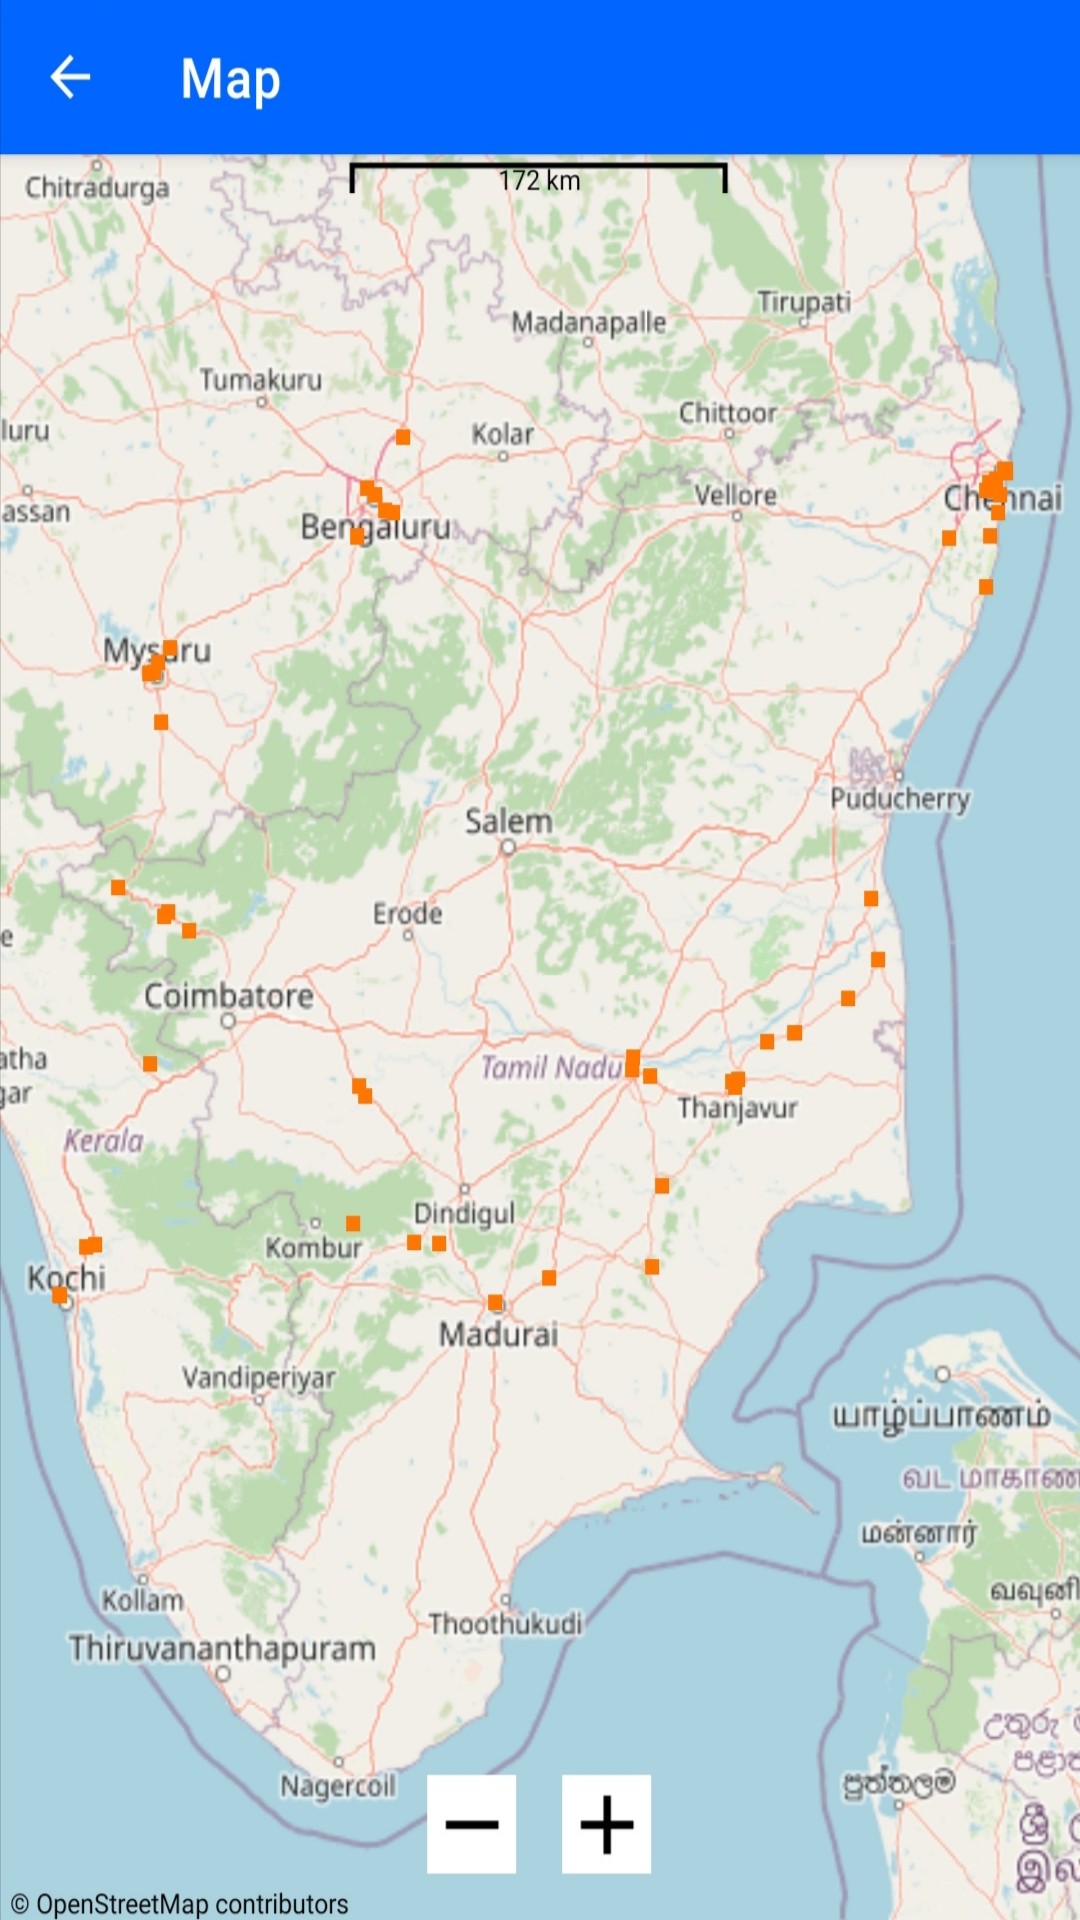 Map
172 km
Chitradurga
Tirupati
Madanapalle
Tumakuru
Chittoor
luru
Kolar
Vellore
Chennai
assan
Bengaluru
Mysuru
Puducherry
Salem
Erode
e
Coimbatore
atha
gar
Tamil Nadu
Thanjavur
Kerala
Dindigul
Kombur
Kochi
Madurai
Vandiperiyar
யாழ்ப்பாணம்
வட மாகாண
மன்னார்
வவுனி
Kollam
Thoothukudi
Thiruvananthapuram
උතුරු
පළාත
Nagercoil
පුත්තලම
ශ්‍රී
இல
© OpenStreetMap contributors